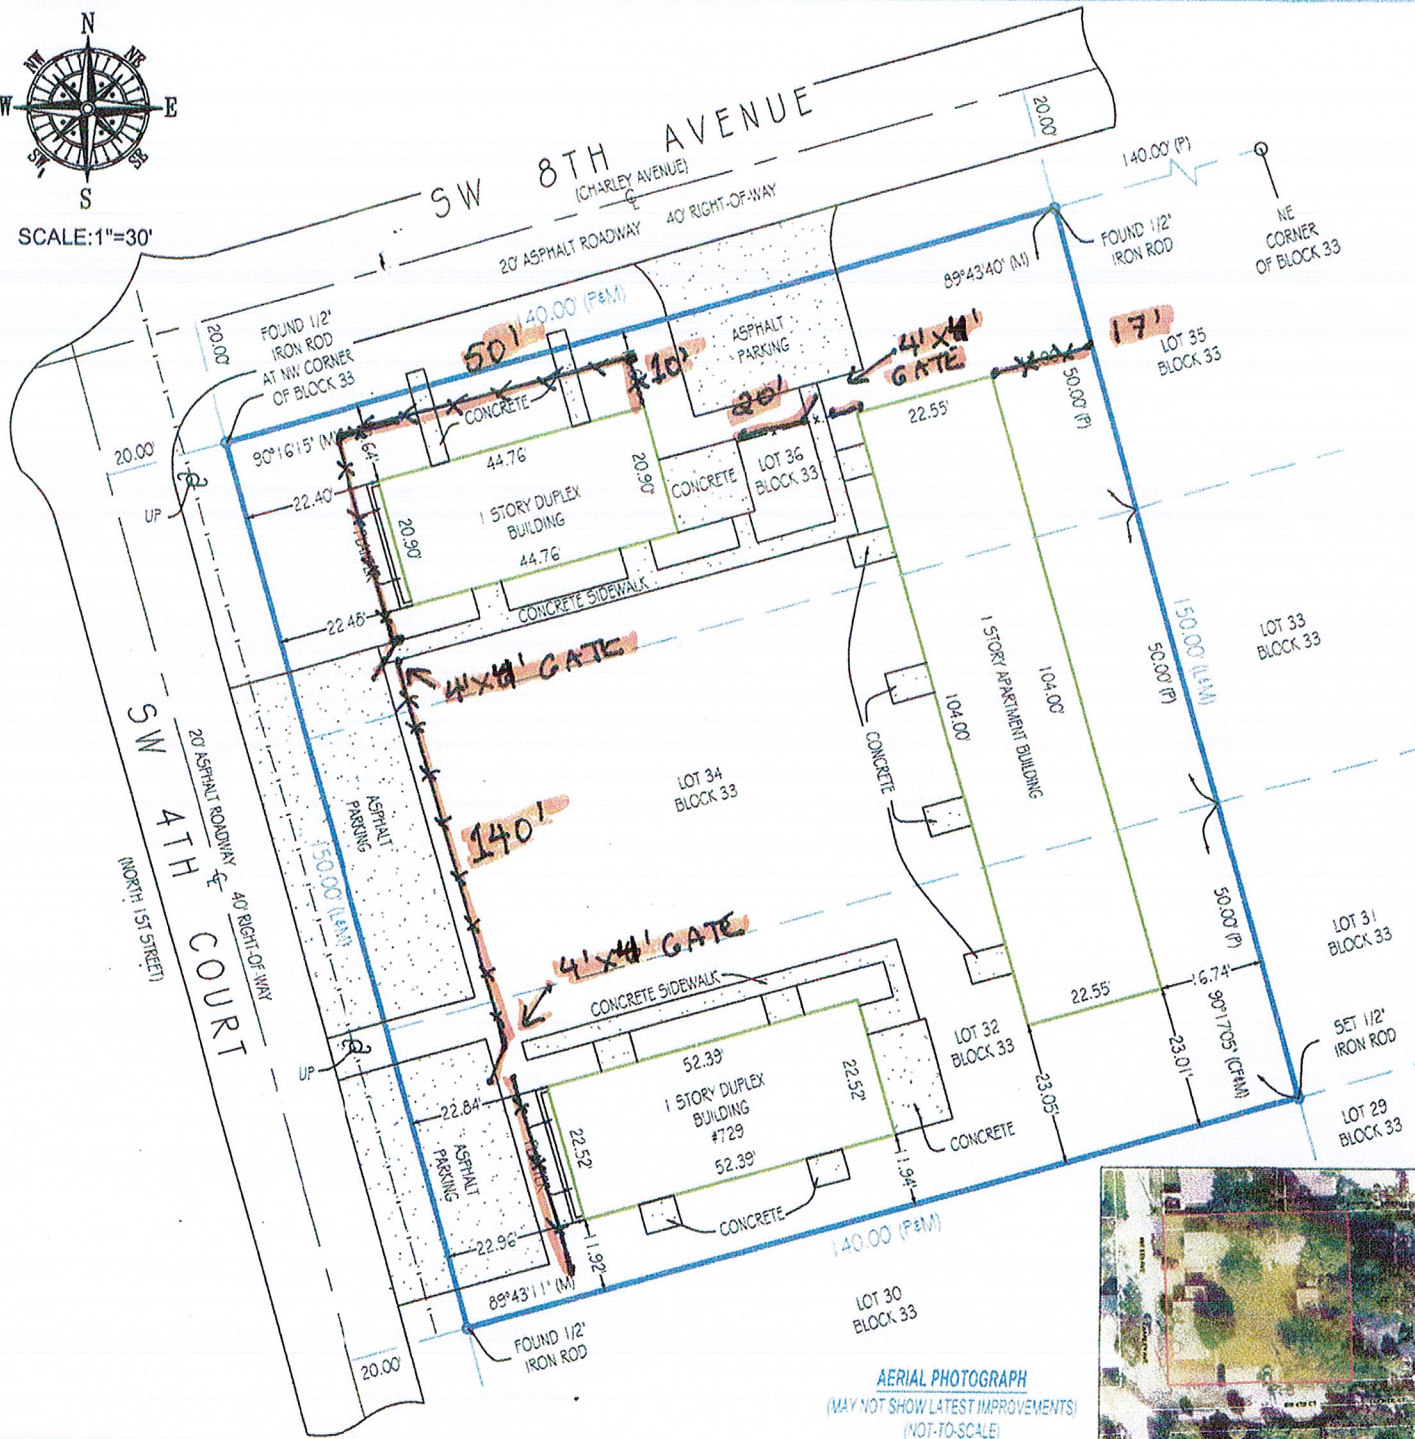 N
NW
NE
W
E
SW
SE
S
SCALE:1"=30'
SW 8TH AVENUE
(CHARLEY AVENUE)
20' ASPHALT ROADWAY 40' RIGHT-OF-WAY
20.00'
140.00' (P)
NE
CORNER
OF BLOCK 33
FOUND 1/2"
IRON ROD
89°43'40" (M)
20.00'
FOUND 1/2"
IRON ROD
AT NW CORNER
OF BLOCK 33
140.00' (P&M)
50'
10'
ASPHALT
PARKING
20'
GATE
17'
LOT 35
BLOCK 33
50.00' (P)
20.00'
UP
90°16'15" (M)
CONCRETE
44.76'
22.40'
20.90'
1 STORY DUPLEX
BUILDING
44.76'
20.90'
CONCRETE
LOT 36
BLOCK 33
22.55'
22.48'
CONCRETE SIDEWALK
GATE
SW 4TH COURT
(NORTH 1ST STREET)
20' ASPHALT ROADWAY 40' RIGHT-OF-WAY
150.00' (L&M)
ASPHALT
PARKING
140'
LOT 34
BLOCK 33
CONCRETE
104.00'
1 STORY APARTMENT BUILDING
104.00'
150.00' (L&M)
50.00' (P)
LOT 33
BLOCK 33
GATE
CONCRETE SIDEWALK
UP
22.84'
ASPHALT
PARKING
22.96'
52.39'
1 STORY DUPLEX
BUILDING
#729
52.39'
22.52'
22.52'
CONCRETE
CONCRETE
11.92'
11.94'
LOT 32
BLOCK 33
22.55'
16.74'
50.00' (P)
LOT 31
BLOCK 33
23.05'
23.01'
90°17'05" (CF&M)
SET 1/2"
IRON ROD
LOT 29
BLOCK 33
140.00' (P&M)
89°43'11" (M)
FOUND 1/2"
IRON ROD
20.00'
LOT 30
BLOCK 33
AERIAL PHOTOGRAPH
(MAY NOT SHOW LATEST IMPROVEMENTS)
(NOT-TO-SCALE)